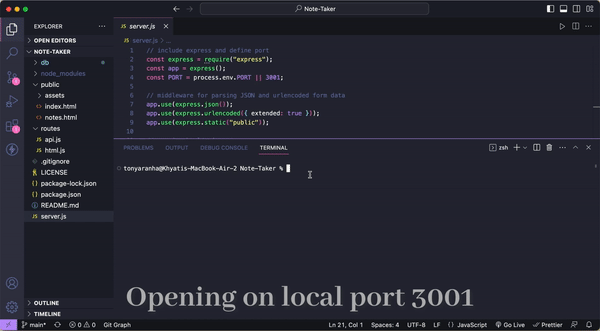 Note-Taker
EXPLORER
OPEN EDITORS
NOTE-TAKER
db
node_modules
public
assets
index.html
notes.html
routes
api.js
html.js
.gitignore
LICENSE
package-lock.json
package.json
README.md
server.js
OUTLINE
TIMELINE
JS server.js
JS server.js > ...
1 // include express and define port
2 const express = require("express");
3 const app = express();
4 const PORT = process.env.PORT || 3001;
5
6 // middleware for parsing JSON and urlencoded form data
7 app.use(express.json());
8 app.use(express.urlencoded({ extended: true }));
9 app.use(express.static("public"));
10
PROBLEMS OUTPUT DEBUG CONSOLE TERMINAL zsh
tonyaranha@Khyatis-MacBook-Air-2 Note-Taker %
Opening on local port 3001
main* 0 0 Git Graph Ln 21, Col 1 Spaces: 4 UTF-8 LF {} JavaScript Go Live Prettier